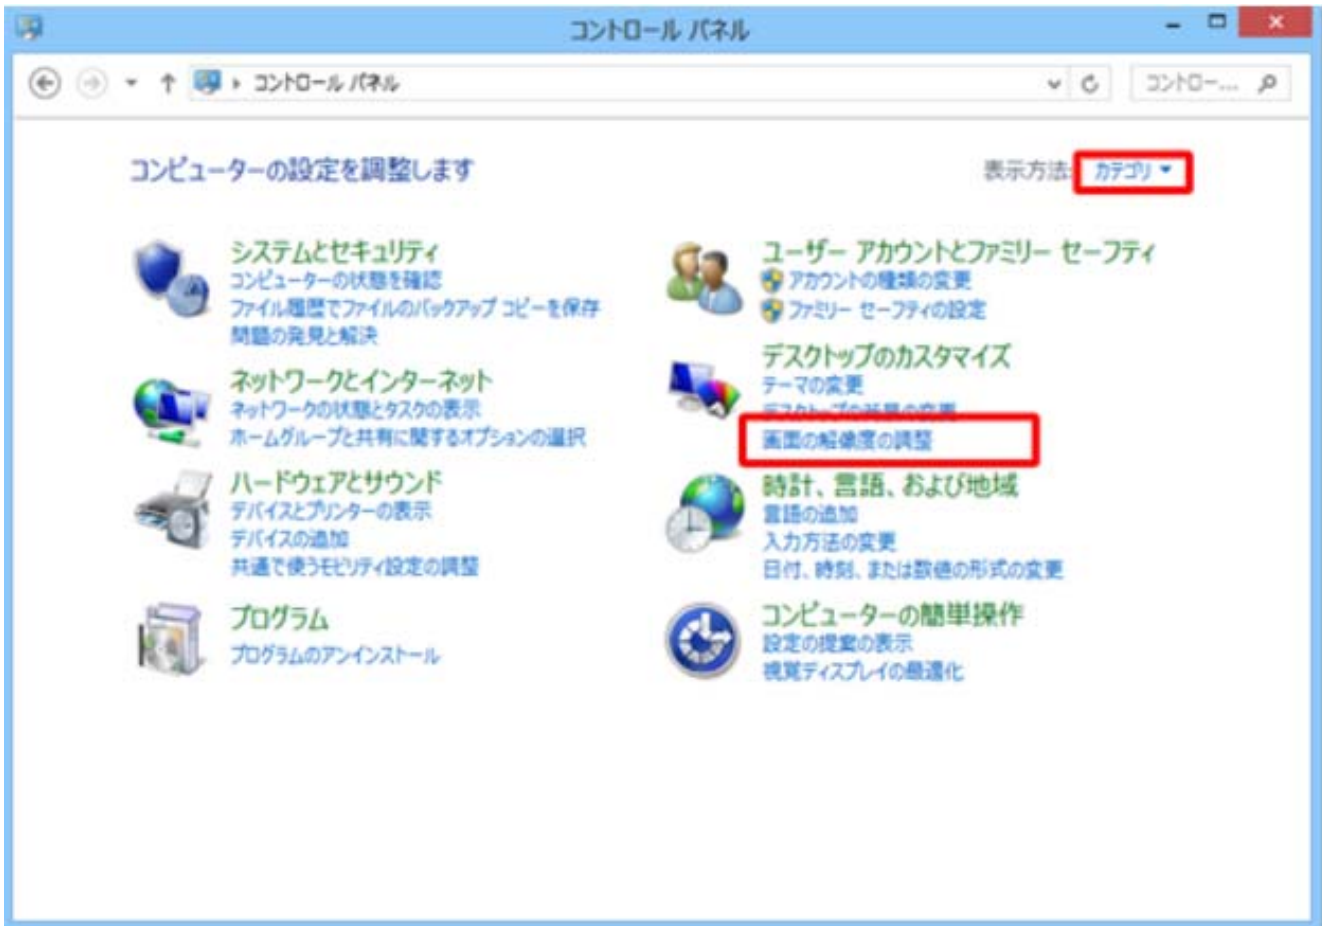 コントロール パネル
コントロール パネル
コントロー...
コンピューターの設定を調整します
表示方法: カテゴリ
システムとセキュリティ
コンピューターの状態を確認
ファイル履歴でファイルのバックアップ コピーを保存
問題の発見と解決
ネットワークとインターネット
ネットワークの状態とタスクの表示
ホームグループと共有に関するオプションの選択
ハードウェアとサウンド
デバイスとプリンターの表示
デバイスの追加
共通で使うモビリティ設定の調整
プログラム
プログラムのアンインストール
ユーザー アカウントとファミリー セーフティ
アカウントの種類の変更
ファミリー セーフティの設定
デスクトップのカスタマイズ
テーマの変更
デスクトップの背景の変更
画面の解像度の調整
時計、言語、および地域
言語の追加
入力方法の変更
日付、時刻、または数値の形式の変更
コンピューターの簡単操作
設定の提案の表示
視覚ディスプレイの最適化